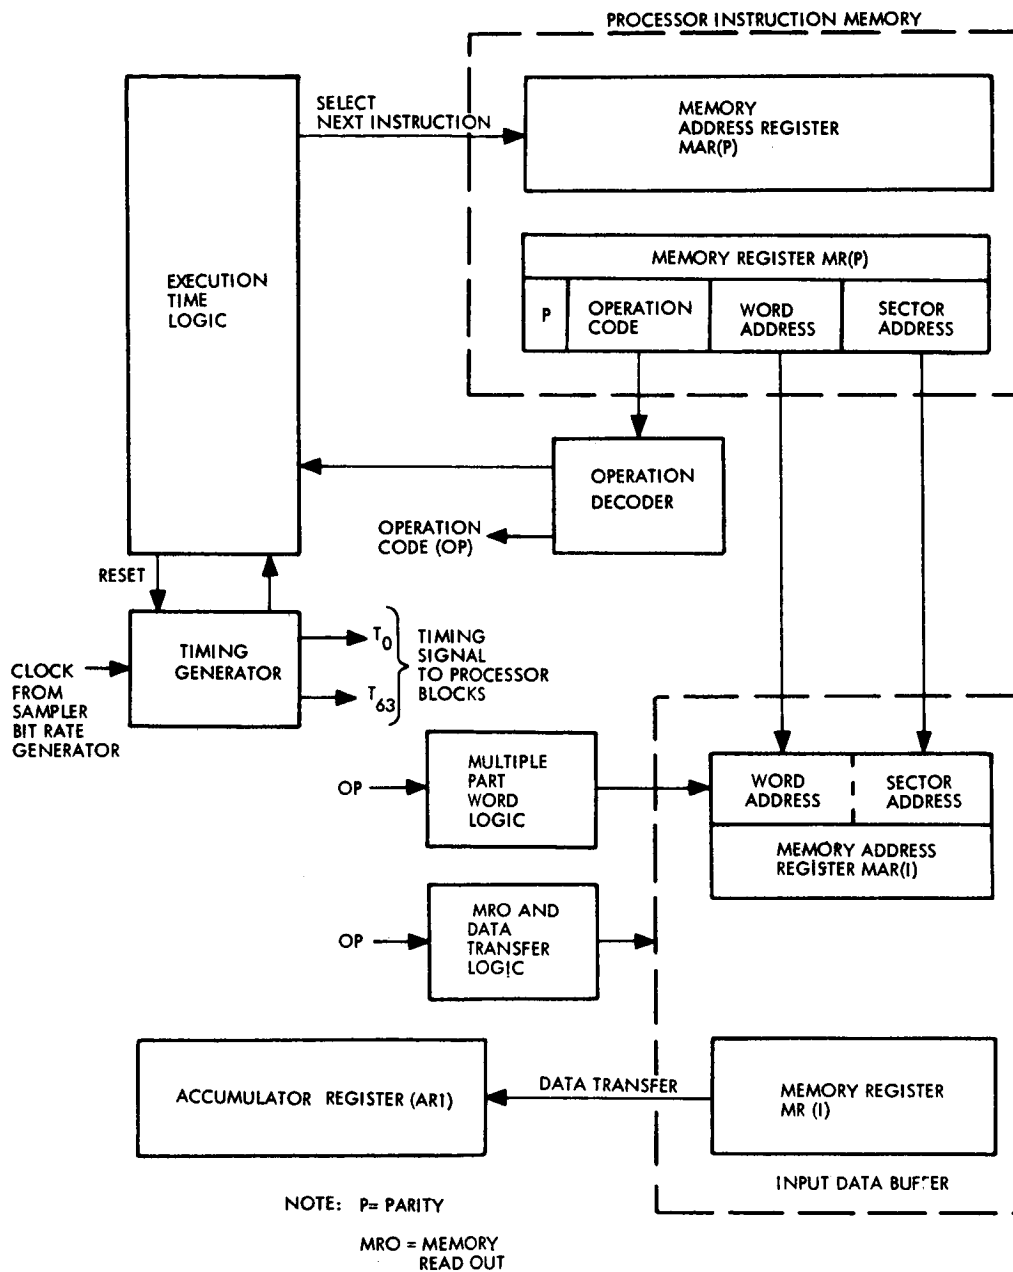 PROCESSOR INSTRUCTION MEMORY
SELECT
NEXT INSTRUCTION
MEMORY
ADDRESS REGISTER
MAR(P)
EXECUTION
TIME
LOGIC
MEMORY REGISTER MR(P)
P
OPERATION
CODE
WORD
ADDRESS
SECTOR
ADDRESS
OPERATION
DECODER
OPERATION
CODE (OP)
RESET
TIMING
GENERATOR
T0
T63
TIMING
SIGNAL
TO PROCESSOR
BLOCKS
CLOCK
FROM
SAMPLER
BIT RATE
GENERATOR
OP
MULTIPLE
PART
WORD
LOGIC
WORD
ADDRESS
SECTOR
ADDRESS
MEMORY ADDRESS
REGISTER MAR(I)
OP
MRO AND
DATA
TRANSFER
LOGIC
ACCUMULATOR REGISTER (AR1)
DATA TRANSFER
MEMORY REGISTER
MR (I)
INPUT DATA BUFFER
NOTE: P= PARITY
MRO = MEMORY
READ OUT